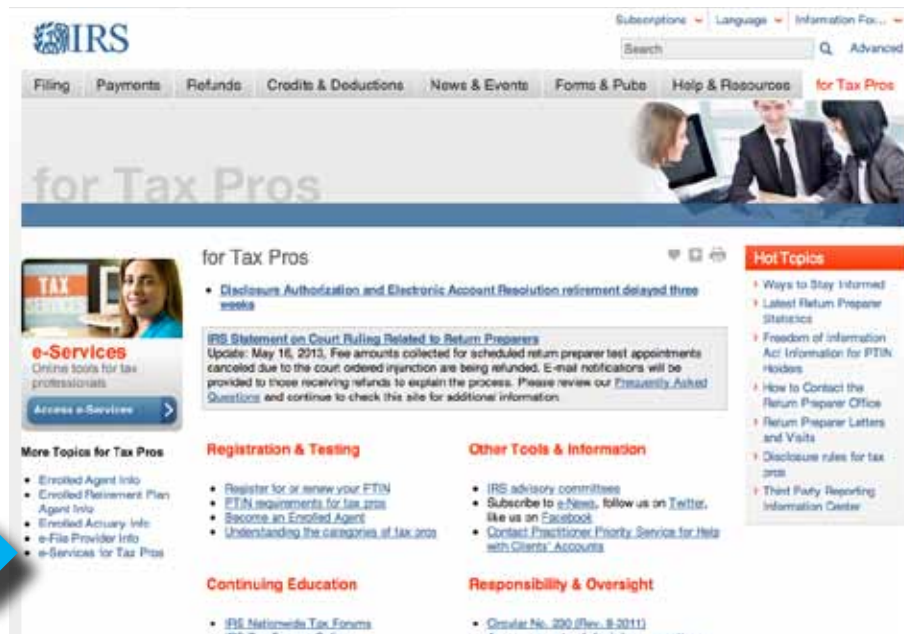 IRS
Subscriptions Language Information For...
Search Advanced
Filing Payments Refunds Credits & Deductions News & Events Forms & Pubs Help & Resources for Tax Pros
for Tax Pros
TAX
e-Services
Online tools for tax
professionals
Access e-Services
More Topics for Tax Pros
• Enrolled Agent Info
• Enrolled Retirement Plan
Agent Info
• Enrolled Actuary Info
• e-File Provider Info
• e-Services for Tax Pros
for Tax Pros
• Disclosure Authorization and Electronic Account Resolution retirement delayed three
weeks
IRS Statement on Court Ruling Related to Return Preparers
Update: May 16, 2013, Fee amounts collected for scheduled return preparer test appointments
canceled due to the court ordered injunction are being refunded. E-mail notifications will be
provided to those receiving refunds to explain the process. Please review our Frequently Asked
Questions and continue to check this site for additional information.
Registration & Testing
• Register for or renew your PTIN
• PTIN requirements for tax pros
• Become an Enrolled Agent
• Understanding the categories of tax pros
Other Tools & Information
• IRS advisory committees
• Subscribe to e-News, follow us on Twitter,
like us on Facebook
• Contact Practitioner Priority Service for Help
with Clients' Accounts
Continuing Education
• IRS Nationwide Tax Forums
Responsibility & Oversight
• Circular No. 230 (Rev. 8-2011)
Hot Topics
Ways to Stay Informed
Latest Return Preparer
Statistics
Freedom of Information
Act Information for PTIN
Holders
How to Contact the
Return Preparer Office
Return Preparer Letters
and Visits
Disclosure rules for tax
pros
Third Party Reporting
Information Center